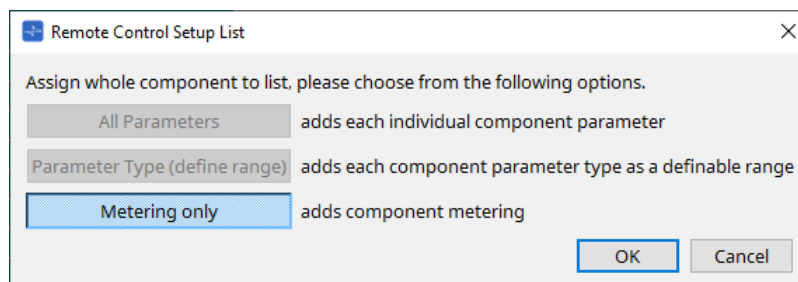 Remote Control Setup List
Assign whole component to list, please choose from the following options.
All Parameters adds each individual component parameter
Parameter Type (define range) adds each component parameter type as a definable range
Metering only adds component metering
OK Cancel